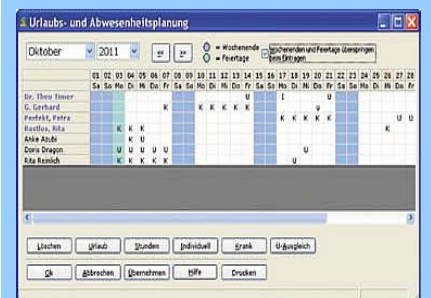 Urlaubs- und Abwesenheitsplanung
Oktober 2011 << >> = Wochenende Wochenenden und Feiertage überspringen
= Feiertage beim Eintragen
01 02 03 04 05 06 07 08 09 10 11 12 13 14 15 16 17 18 19 20 21 22 23 24 25 26 27 28
Sa So Mo Di Mi Do Fr Sa So Mo Di Mi Do Fr Sa So Mo Di Mi Do Fr Sa So Mo Di Mi Do Fr
Dr. Theo Timer U I U
G. Gerhard K K K K K K U
Perfekt, Petra K K K K K U U
Rastlos, Rita K K K K
Anke Azubi K U
Doris Dragon U U U U U U
Rita Reinlich K K K K K U
Löschen Urlaub Stunden Individuell Krank Ü-Ausgleich
Ok Abbrechen Übernehmen Hilfe Drucken